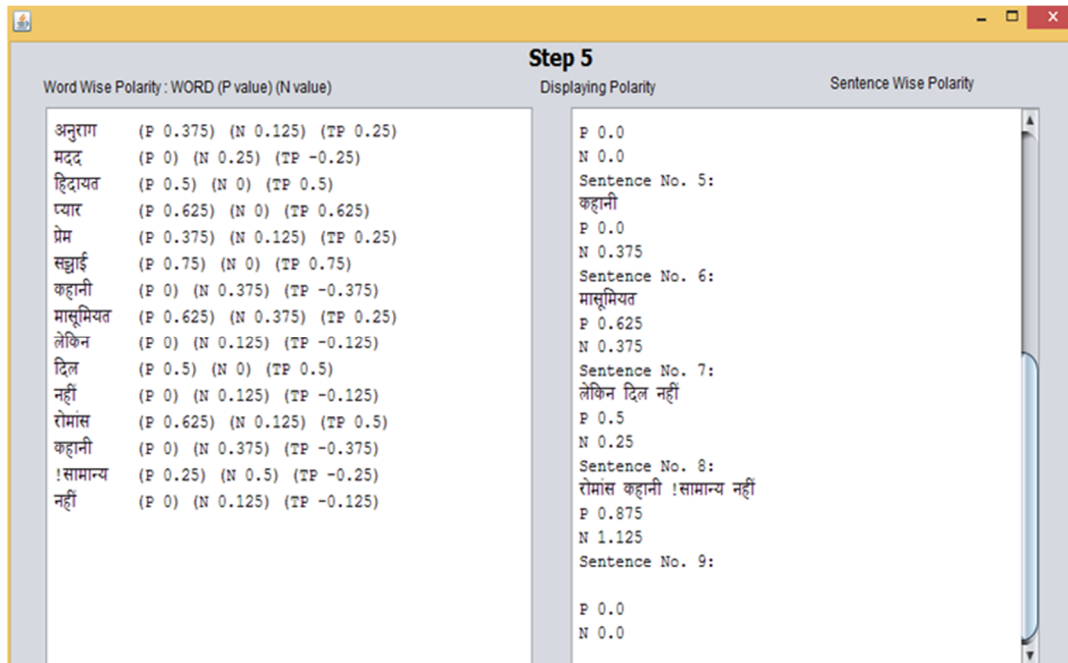 Step 5
Word Wise Polarity : WORD (P value) (N value)
Displaying Polarity
Sentence Wise Polarity
अनुराग (P 0.375) (N 0.125) (TP 0.25)
मदद (P 0) (N 0.25) (TP -0.25)
हिदायत (P 0.5) (N 0) (TP 0.5)
प्यार (P 0.625) (N 0) (TP 0.625)
प्रेम (P 0.375) (N 0.125) (TP 0.25)
सच्चाई (P 0.75) (N 0) (TP 0.75)
कहानी (P 0) (N 0.375) (TP -0.375)
मासूमियत (P 0.625) (N 0.375) (TP 0.25)
लेकिन (P 0) (N 0.125) (TP -0.125)
दिल (P 0.5) (N 0) (TP 0.5)
नहीं (P 0) (N 0.125) (TP -0.125)
रोमांस (P 0.625) (N 0.125) (TP 0.5)
कहानी (P 0) (N 0.375) (TP -0.375)
!सामान्य (P 0.25) (N 0.5) (TP -0.25)
नहीं (P 0) (N 0.125) (TP -0.125)
P 0.0
N 0.0
Sentence No. 5:
कहानी
P 0.0
N 0.375
Sentence No. 6:
मासूमियत
P 0.625
N 0.375
Sentence No. 7:
लेकिन दिल नहीं
P 0.5
N 0.25
Sentence No. 8:
रोमांस कहानी !सामान्य नहीं
P 0.875
N 1.125
Sentence No. 9:
P 0.0
N 0.0